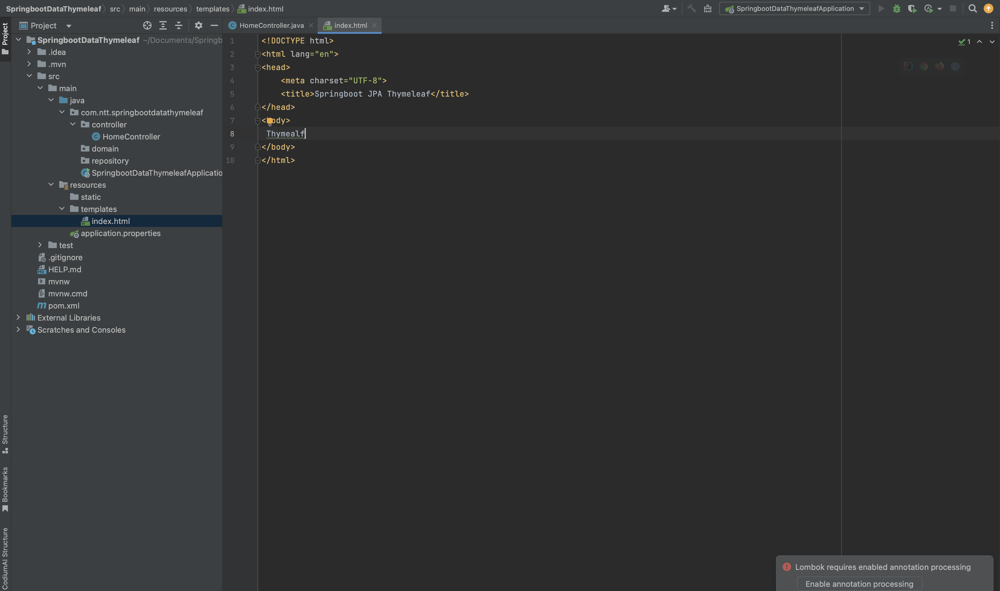 SpringbootDataThymeleaf src main resources templates index.html
SpringbootDataThymeleafApplication
Project
Project
HomeController.java
index.html
SpringbootDataThymeleaf ~/Documents/Springb
.idea
.mvn
src
main
java
com.ntt.springbootdatathymeleaf
controller
HomeController
domain
repository
SpringbootDataThymeleafApplicatio
resources
static
templates
index.html
application.properties
test
.gitignore
HELP.md
mvnw
mvnw.cmd
pom.xml
External Libraries
Scratches and Consoles
Structure
Bookmarks
CodiumAI Structure
1 <!DOCTYPE html>
2 <html lang="en">
3 <head>
4 <meta charset="UTF-8">
5 <title>Springboot JPA Thymeleaf</title>
6 </head>
7 <body>
8 Thymealf
9 </body>
10 </html>
1
Lombok requires enabled annotation processing
Enable annotation processing